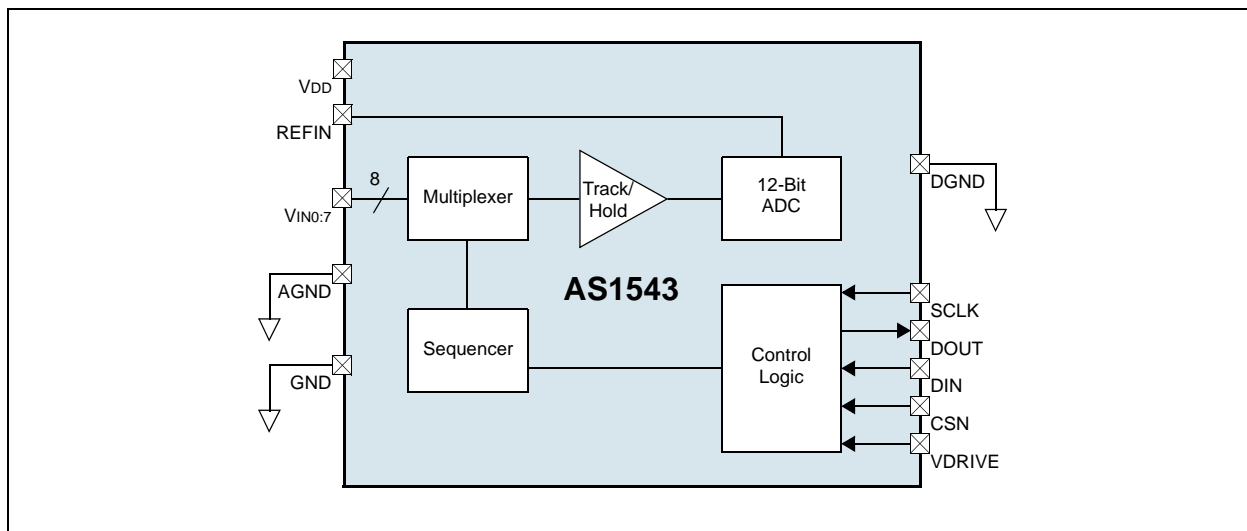 VDD
REFIN
8
VIN0:7
Multiplexer
Track/
Hold
12-Bit
ADC
DGND
AGND
AS1543
GND
Sequencer
Control
Logic
SCLK
DOUT
DIN
CSN
VDRIVE